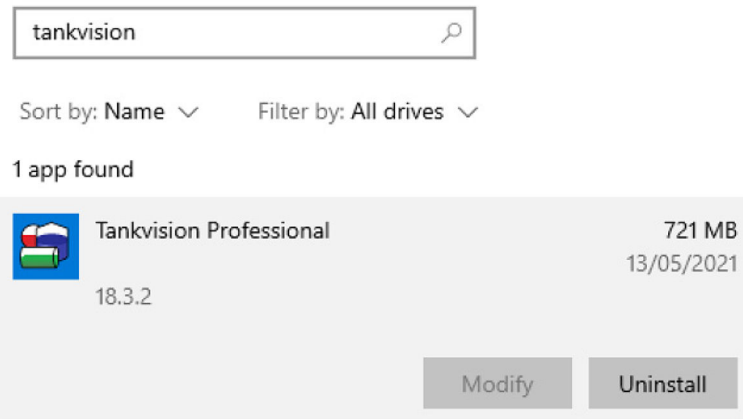 tankvision
Sort by: Name Filter by: All drives
1 app found
Tankvision Professional 721 MB
13/05/2021
18.3.2
Modify Uninstall